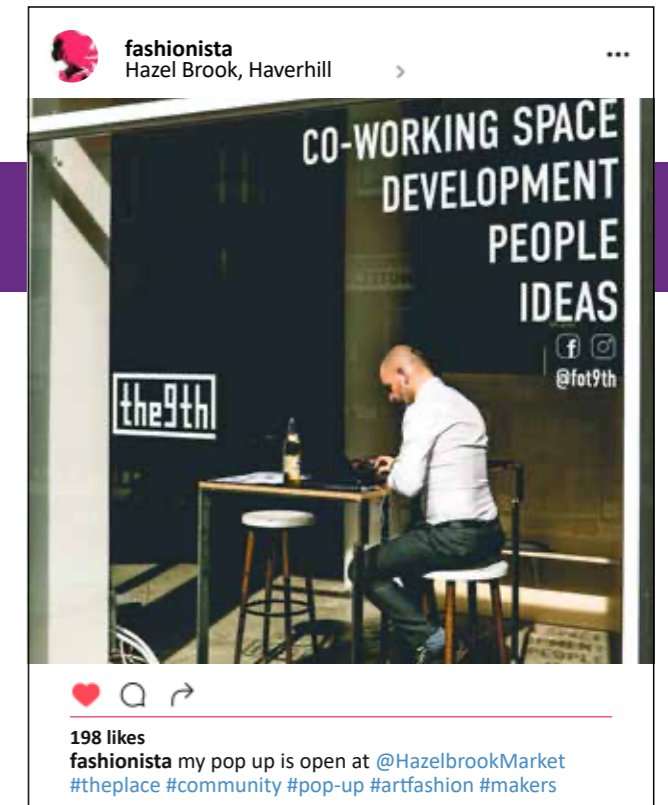 fashionista
Hazel Brook, Haverhill
CO-WORKING SPACE
DEVELOPMENT
PEOPLE
IDEAS
@fot9th
the9th
198 likes
fashionista my pop up is open at @HazelbrookMarket
#theplace #community #pop-up #artfashion #makers